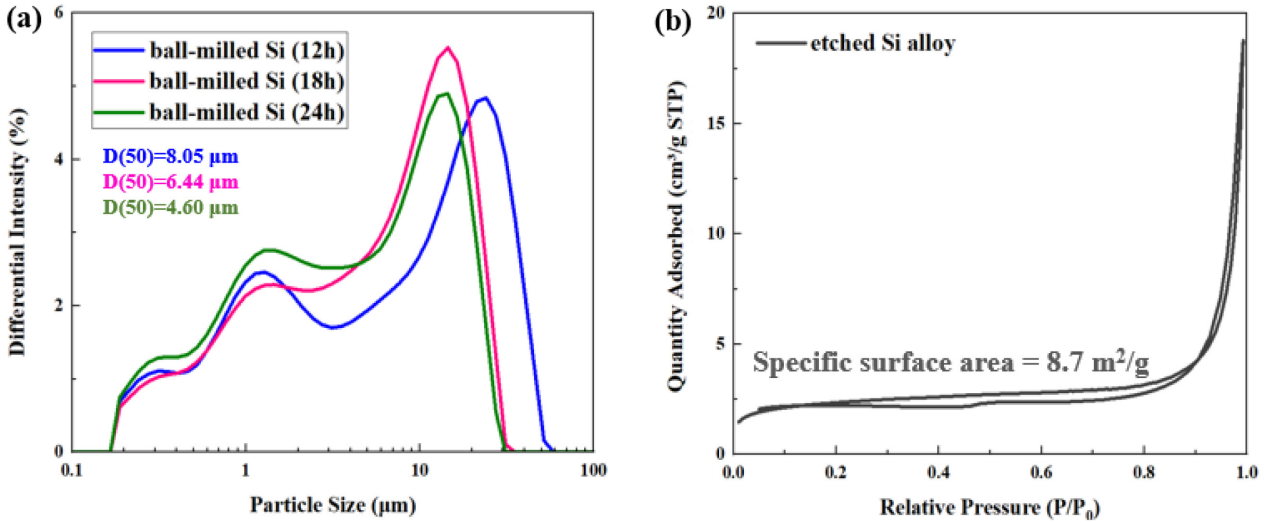 (a)
Differential Intensity (%)
6
4
2
0
ball-milled Si (12h)
ball-milled Si (18h)
ball-milled Si (24h)
D(50)=8.05 μm
D(50)=6.44 μm
D(50)=4.60 μm
0.1
1
10
100
Particle Size (μm)
(b)
Quantity Adsorbed (cm³/g STP)
20
15
10
5
0
etched Si alloy
Specific surface area = 8.7 m²/g
0.0
0.2
0.4
0.6
0.8
1.0
Relative Pressure (P/P₀)